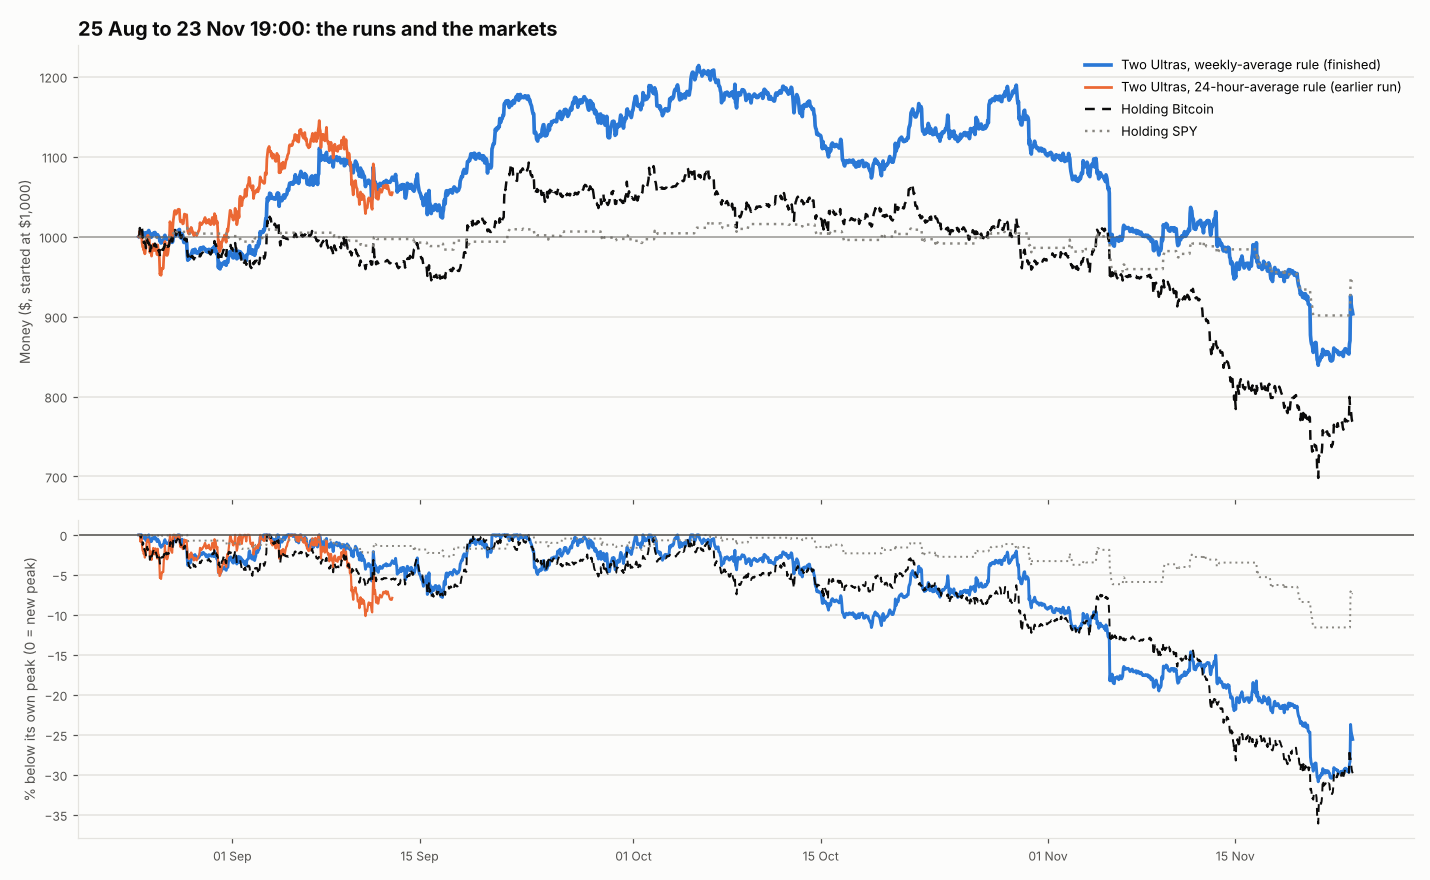 25 Aug to 23 Nov 19:00: the runs and the markets
Two Ultras, weekly-average rule (finished)
Two Ultras, 24-hour-average rule (earlier run)
Holding Bitcoin
Holding SPY
Money ($, started at $1,000)
1200
1100
1000
900
800
700
% below its own peak (0 = new peak)
0
−5
−10
−15
−20
−25
−30
−35
01 Sep
15 Sep
01 Oct
15 Oct
01 Nov
15 Nov